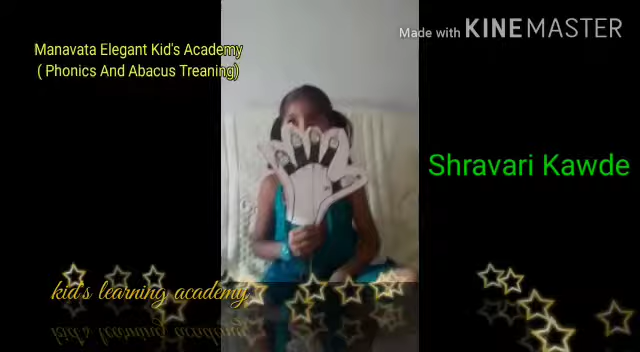 Manavata Elegant Kid's Academy
( Phonics And Abacus Treaning)
Made with KINEMASTER
Shravari Kawde
kid's learning academy